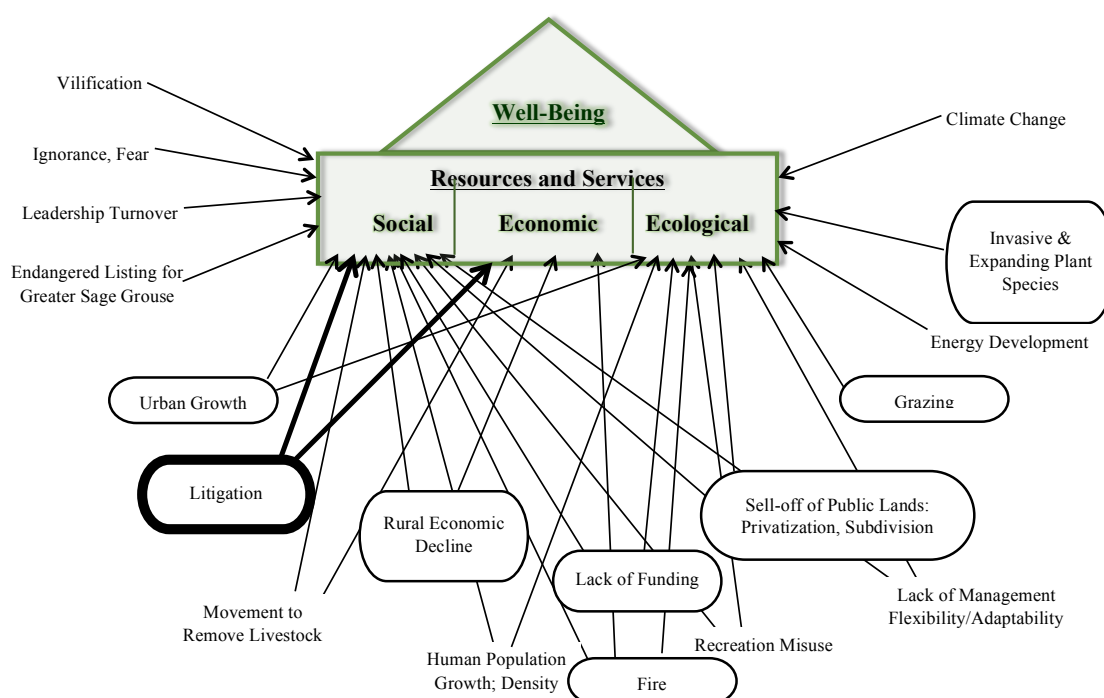 Well-Being
Vilification
Climate Change
Ignorance, Fear
Resources and Services
Leadership Turnover
Social
Economic
Ecological
Invasive &
Expanding Plant
Species
Endangered Listing for
Greater Sage Grouse
Energy Development
Urban Growth
Grazing
Litigation
Rural Economic
Decline
Sell-off of Public Lands:
Privatization, Subdivision
Lack of Funding
Lack of Management
Flexibility/Adaptability
Movement to
Remove Livestock
Recreation Misuse
Human Population
Growth; Density
Fire